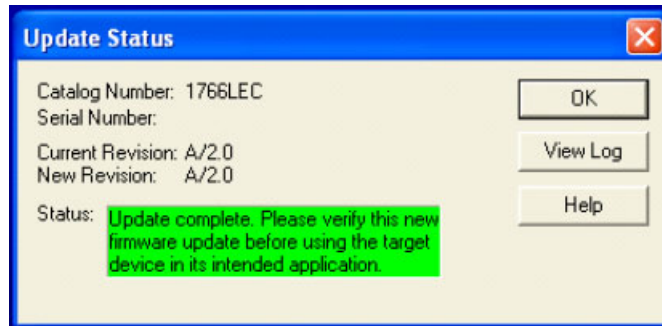 Update Status
Catalog Number: 1766LEC
Serial Number:
Current Revision: A/2.0
New Revision: A/2.0
Status: Update complete. Please verify this new
firmware update before using the target
device in its intended application.
OK
View Log
Help